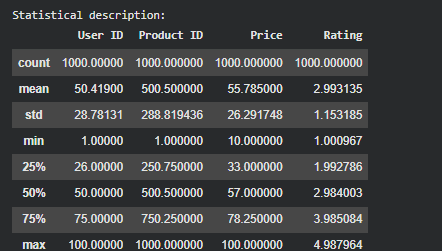 Statistical description:
User ID Product ID Price Rating
count 1000.00000 1000.000000 1000.000000 1000.000000
mean 50.41900 500.500000 55.785000 2.993135
std 28.78131 288.819436 26.291748 1.153185
min 1.00000 1.000000 10.000000 1.000967
25% 26.00000 250.750000 33.000000 1.992786
50% 50.00000 500.500000 57.000000 2.984003
75% 75.00000 750.250000 78.250000 3.985084
max 100.00000 1000.000000 100.000000 4.987964